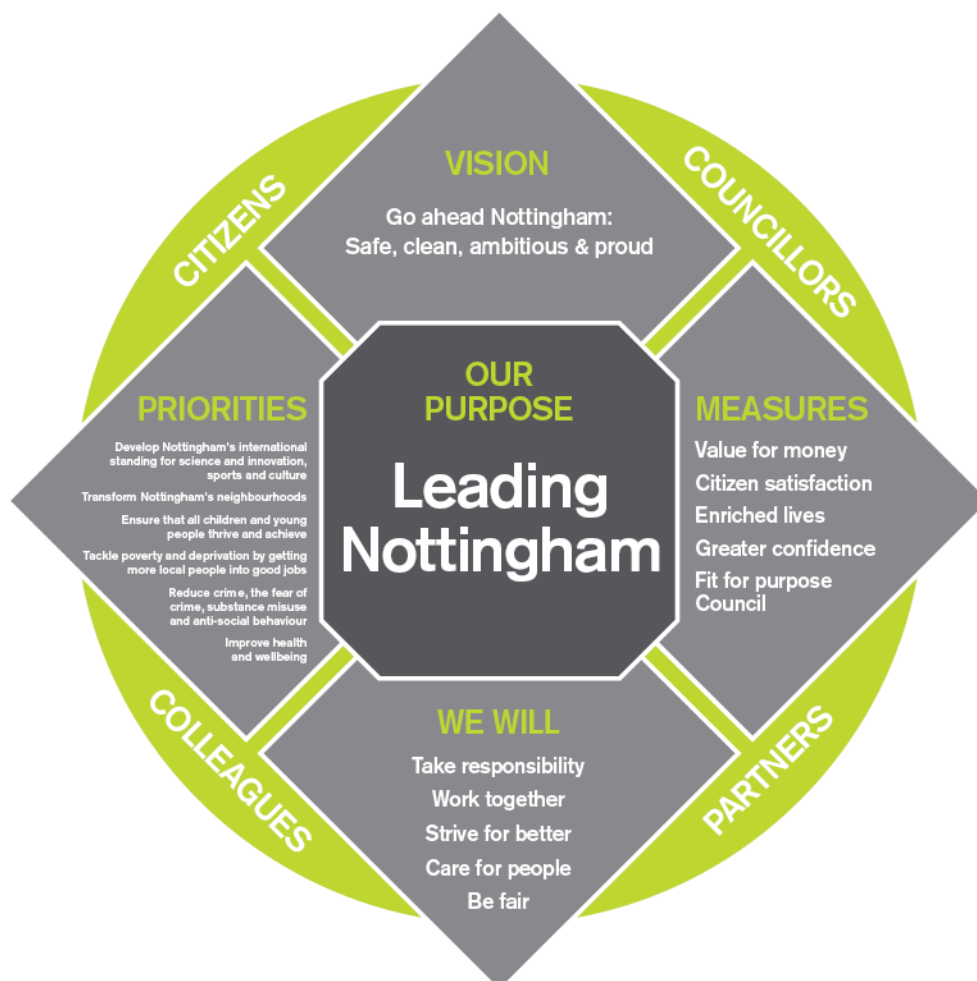 VISION
Go ahead Nottingham:
Safe, clean, ambitious & proud
CITIZENS
COUNCILLORS
OUR
PURPOSE
Leading
Nottingham
PRIORITIES
Develop Nottingham's international
standing for science and innovation,
sports and culture
Transform Nottingham's neighbourhoods
Ensure that all children and young
people thrive and achieve
Tackle poverty and deprivation by getting
more local people into good jobs
Reduce crime, the fear of
crime, substance misuse
and anti-social behaviour
Improve health
and wellbeing
MEASURES
Value for money
Citizen satisfaction
Enriched lives
Greater confidence
Fit for purpose
Council
WE WILL
Take responsibility
Work together
Strive for better
Care for people
Be fair
COLLEAGUES
PARTNERS